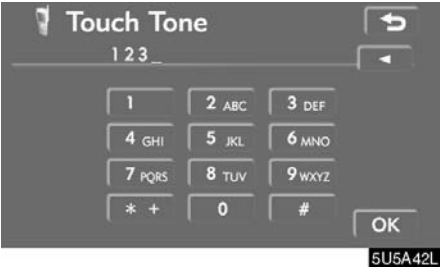 Touch Tone
123_
1 2 ABC 3 DEF
4 GHI 5 JKL 6 MNO
7 PQRS 8 TUV 9 WXYZ
* + 0 #
OK
5U5A42L